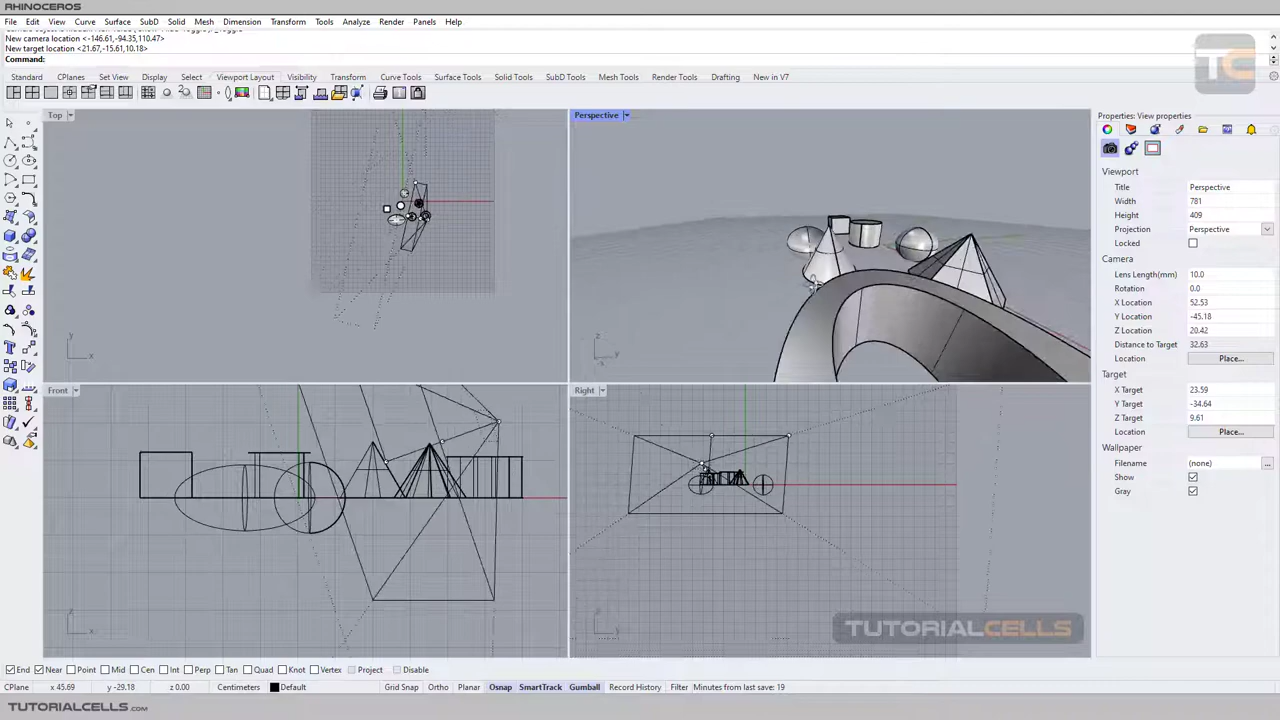 RHINOCEROS
File Edit View Curve Surface SubD Solid Mesh Dimension Transform Tools Analyze Render Panels Help
New camera location <-146.61,-94.35,110.47>
New target location <21.67,-15.61,10.18>
Command:
TC
Standard CPlanes Set View Display Select Viewport Layout Visibility Transform Curve Tools Surface Tools Solid Tools SubD Tools Mesh Tools Render Tools Drafting New in V7
Top
Perspective
Properties: View properties
Viewport
Title Perspective
Width 781
Height 409
Projection Perspective
Locked
Camera
Lens Length(mm) 10.0
Rotation 0.0
X Location 52.53
Y Location -45.18
Z Location 20.42
Distance to Target 32.63
Location Place...
Target
X Target 23.59
Y Target -34.64
Z Target 9.61
Location Place...
Wallpaper
Filename (none) ...
Show
Gray
y
x
z
y
Front
Right
x
y
TUTORIALCELLS
End Near Point Mid Cen Int Perp Tan Quad Knot Vertex Project Disable
CPlane x 45.69 y -29.18 z 0.00 Centimeters Default Grid Snap Ortho Planar Osnap SmartTrack Gumball Record History Filter Minutes from last save: 19
TUTORIALCELLS.com